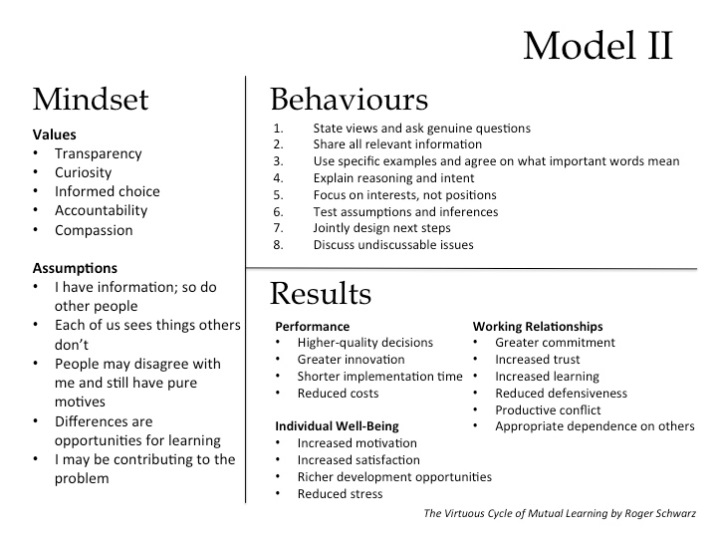 Model II
Mindset
Values
• Transparency
• Curiosity
• Informed choice
• Accountability
• Compassion
Assumptions
• I have information; so do
other people
• Each of us sees things others
don't
• People may disagree with
me and still have pure
motives
• Differences are
opportunities for learning
• I may be contributing to the
problem
Behaviours
1. State views and ask genuine questions
2. Share all relevant information
3. Use specific examples and agree on what important words mean
4. Explain reasoning and intent
5. Focus on interests, not positions
6. Test assumptions and inferences
7. Jointly design next steps
8. Discuss undiscussable issues
Results
Performance
• Higher-quality decisions
• Greater innovation
• Shorter implementation time
• Reduced costs
Individual Well-Being
• Increased motivation
• Increased satisfaction
• Richer development opportunities
• Reduced stress
Working Relationships
• Greater commitment
• Increased trust
• Increased learning
• Reduced defensiveness
• Productive conflict
• Appropriate dependence on others
The Virtuous Cycle of Mutual Learning by Roger Schwarz